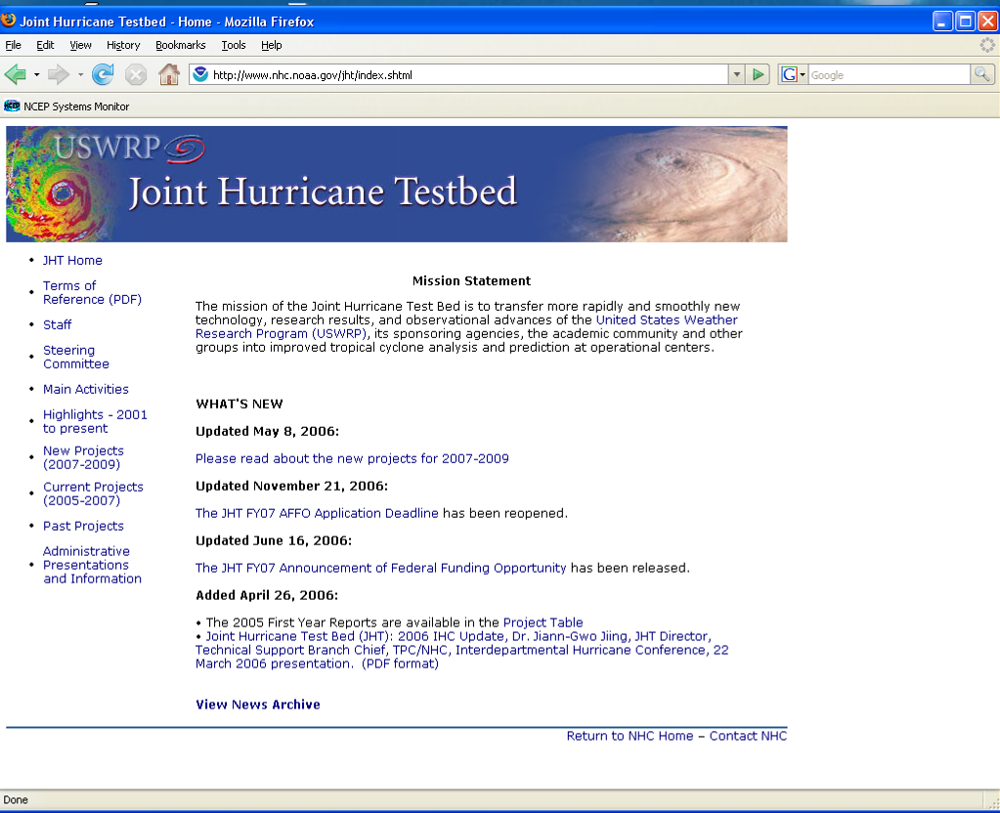 Joint Hurricane Testbed - Home - Mozilla Firefox
File Edit View History Bookmarks Tools Help
http://www.nhc.noaa.gov/jht/index.shtml
G Google
NCEP NCEP Systems Monitor
USWRP
Joint Hurricane Testbed
• JHT Home
• Terms of
Reference (PDF)
• Staff
• Steering
Committee
• Main Activities
• Highlights - 2001
to present
• New Projects
(2007-2009)
• Current Projects
(2005-2007)
• Past Projects
• Administrative
Presentations
and Information
Mission Statement
The mission of the Joint Hurricane Test Bed is to transfer more rapidly and smoothly new
technology, research results, and observational advances of the United States Weather
Research Program (USWRP), its sponsoring agencies, the academic community and other
groups into improved tropical cyclone analysis and prediction at operational centers.
WHAT'S NEW
Updated May 8, 2006:
Please read about the new projects for 2007-2009
Updated November 21, 2006:
The JHT FY07 AFFO Application Deadline has been reopened.
Updated June 16, 2006:
The JHT FY07 Announcement of Federal Funding Opportunity has been released.
Added April 26, 2006:
• The 2005 First Year Reports are available in the Project Table
• Joint Hurricane Test Bed (JHT): 2006 IHC Update, Dr. Jiann-Gwo Jiing, JHT Director,
Technical Support Branch Chief, TPC/NHC, Interdepartmental Hurricane Conference, 22
March 2006 presentation. (PDF format)
View News Archive
Return to NHC Home – Contact NHC
Done